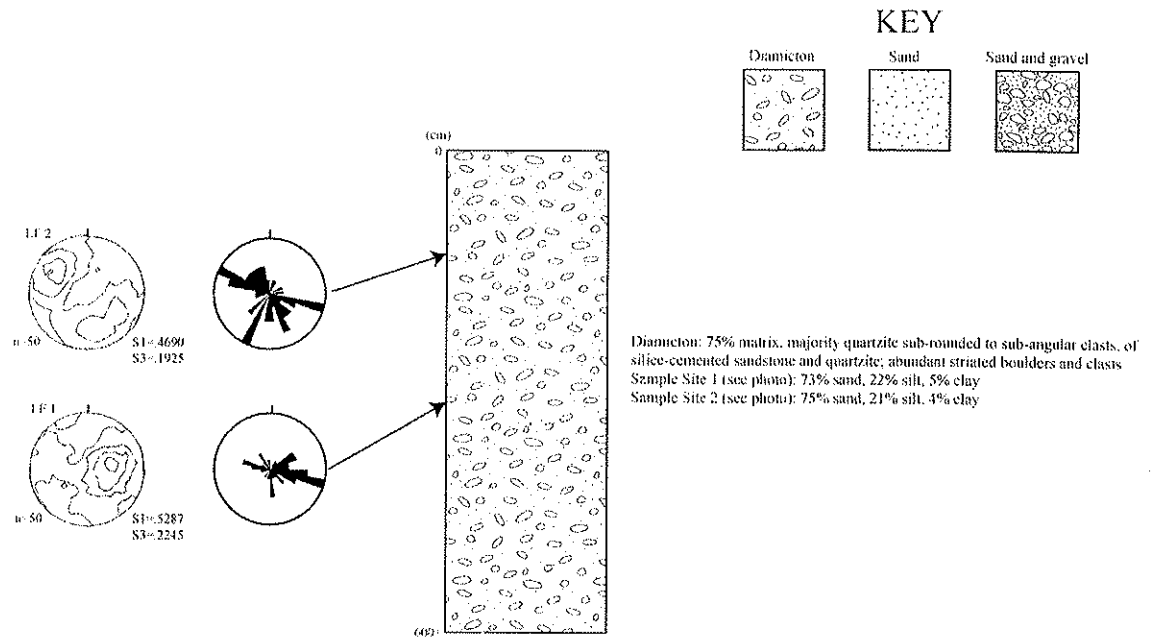 KEY
Diamicton
Sand
Sand and gravel
(cm)
0
LF 2
n=50
S1=.4690
S3=.1925
LF 1
n=50
S1=.5287
S3=.2245
Diamicton: 75% matrix, majority quartzite sub-rounded to sub-angular clasts, of
silice-cemented sandstone and quartzite; abundant striated boulders and clasts
Sample Site 1 (see photo): 73% sand, 22% silt, 5% clay
Sample Site 2 (see photo): 75% sand, 21% silt, 4% clay